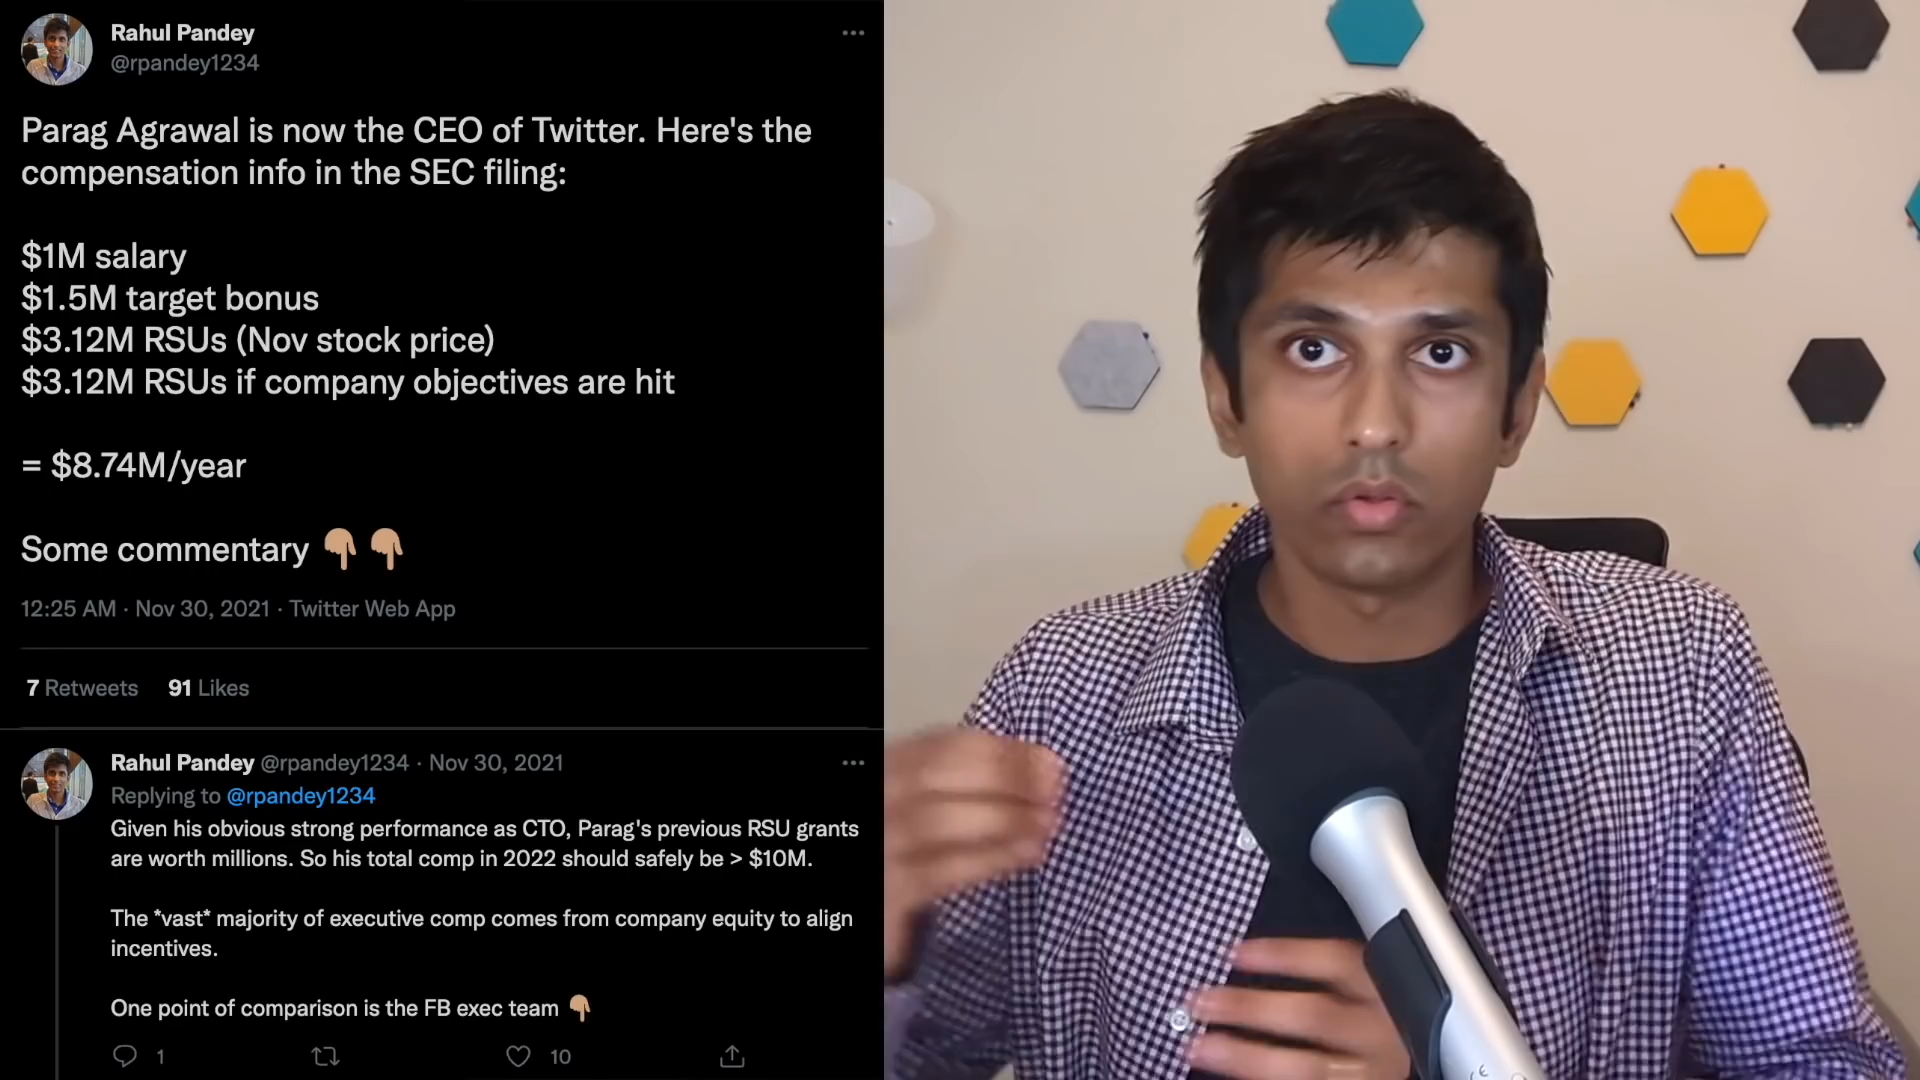 Rahul Pandey
@rpandey1234
Parag Agrawal is now the CEO of Twitter. Here's the
compensation info in the SEC filing:
$1M salary
$1.5M target bonus
$3.12M RSUs (Nov stock price)
$3.12M RSUs if company objectives are hit
= $8.74M/year
Some commentary 👇🏽👇🏽
12:25 AM · Nov 30, 2021 · Twitter Web App
7 Retweets 91 Likes
Rahul Pandey @rpandey1234 · Nov 30, 2021
Replying to @rpandey1234
Given his obvious strong performance as CTO, Parag's previous RSU grants
are worth millions. So his total comp in 2022 should safely be > $10M.
The *vast* majority of executive comp comes from company equity to align
incentives.
One point of comparison is the FB exec team 👇🏽
1 10